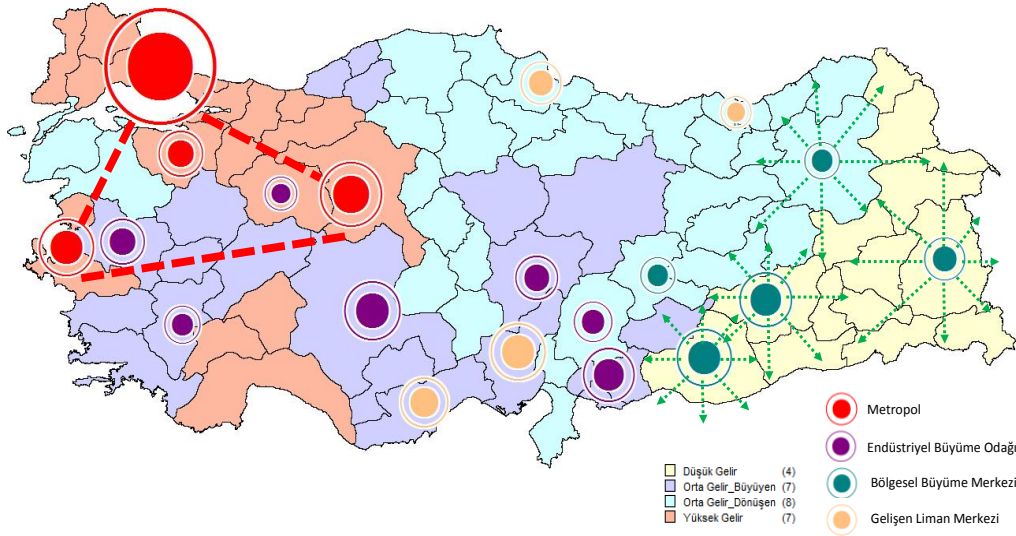 Metropol
Endüstriyel Büyüme Odağı
Bölgesel Büyüme Merkezi
Gelişen Liman Merkezi
Düşük Gelir (4)
Orta Gelir_Büyüyen (7)
Orta Gelir_Dönüşen (8)
Yüksek Gelir (7)